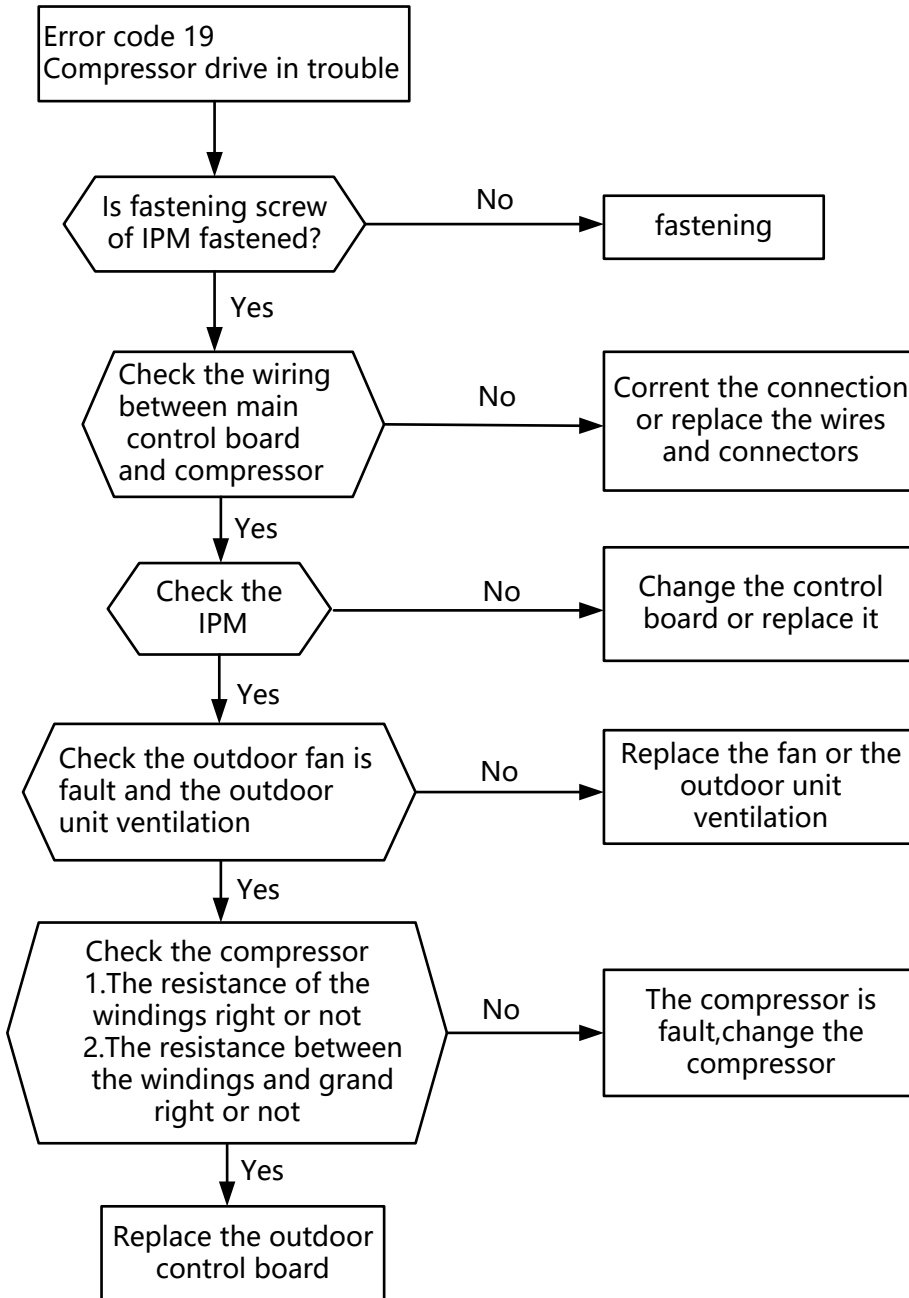 Error code 19
Compressor drive in trouble
Is fastening screw
of IPM fastened?
No
fastening
Yes
Check the wiring
between main
control board
and compressor
No
Corrent the connection
or replace the wires
and connectors
Yes
Check the
IPM
No
Change the control
board or replace it
Yes
Check the outdoor fan is
fault and the outdoor
unit ventilation
No
Replace the fan or the
outdoor unit
ventilation
Yes
Check the compressor
1.The resistance of the
windings right or not
2.The resistance between
the windings and grand
right or not
No
The compressor is
fault,change the
compressor
Yes
Replace the outdoor
control board